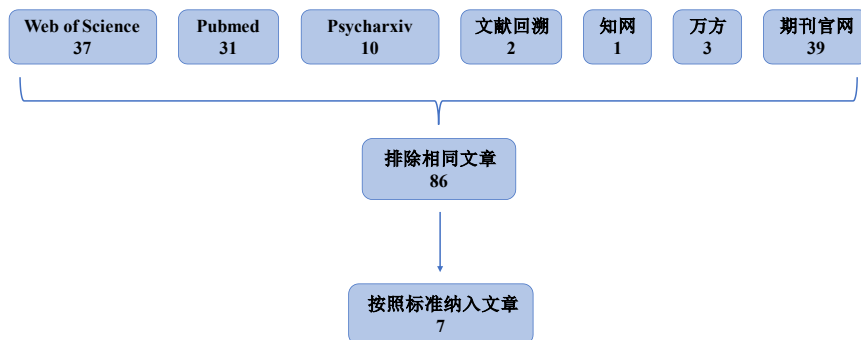 Web of Science
37
Pubmed
31
Psycharxiv
10
文献回溯
2
知网
1
万方
3
期刊官网
39
排除相同文章
86
按照标准纳入文章
7